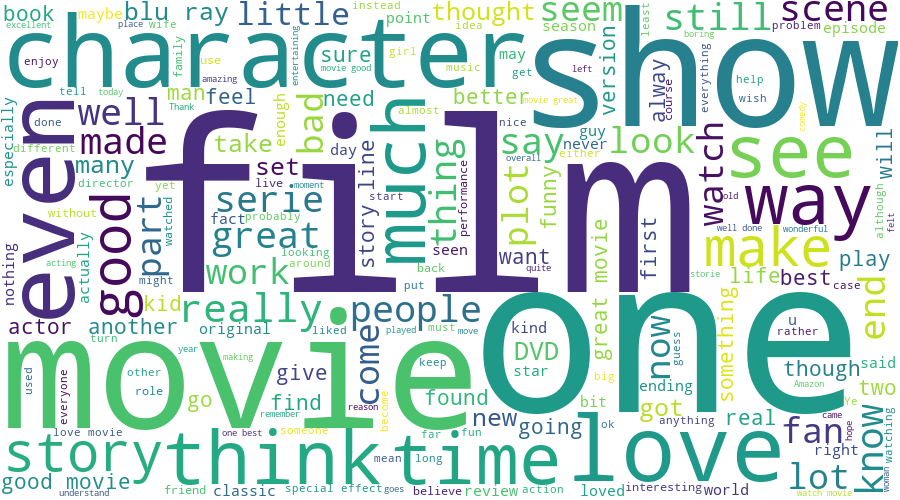 book
maybe
blu ray
little
thought
seem
still
scene
excellent
place
wife
instead
point
season
least
problem
episode
character
show
enjoy
family
use
amazing
entertaining
sure
movie good
girl
idea
music
may
get
version
boring
alway
course
everything
left
help
wish
tell
today
man
feel
need
better
almost
movie great
comedy
especially
done
even
well
Thank
enough
bad
much
nice
guy
never
different
made
take
day
film
say
look
either
watch
see
will
many
set
thing
overall
director
yet
live
moment
start
performance
plot
funny
old
way
although
felt
without
good
part
watched
serie
fact
probably
story line
great
looking
seen
want
first
well done
wonderful
nothing
actually
acting
might
work
around
back
quite
great movie
make
storie
life
best
play
case
kid
put
really
people
one
something
end
actor
another
original
liked
played
must
move
kind
now
guess
u
rather
turn
come
DVD
movie
year
making
star
ending
though
said
used
everyone
other
role
give
keep
big
Amazon
Ye
two
go
find
reason
become
found
bit
got
real
came
hope
fan
know
watching
love movie
remember
new
going
ok
anything
right
one best
someone
far
fun
story
think
time
love
mean
long
interesting
world
lot
woman
good movie
understand
friend
classic
special effect
goes
believe
review
action
loved
watch movie